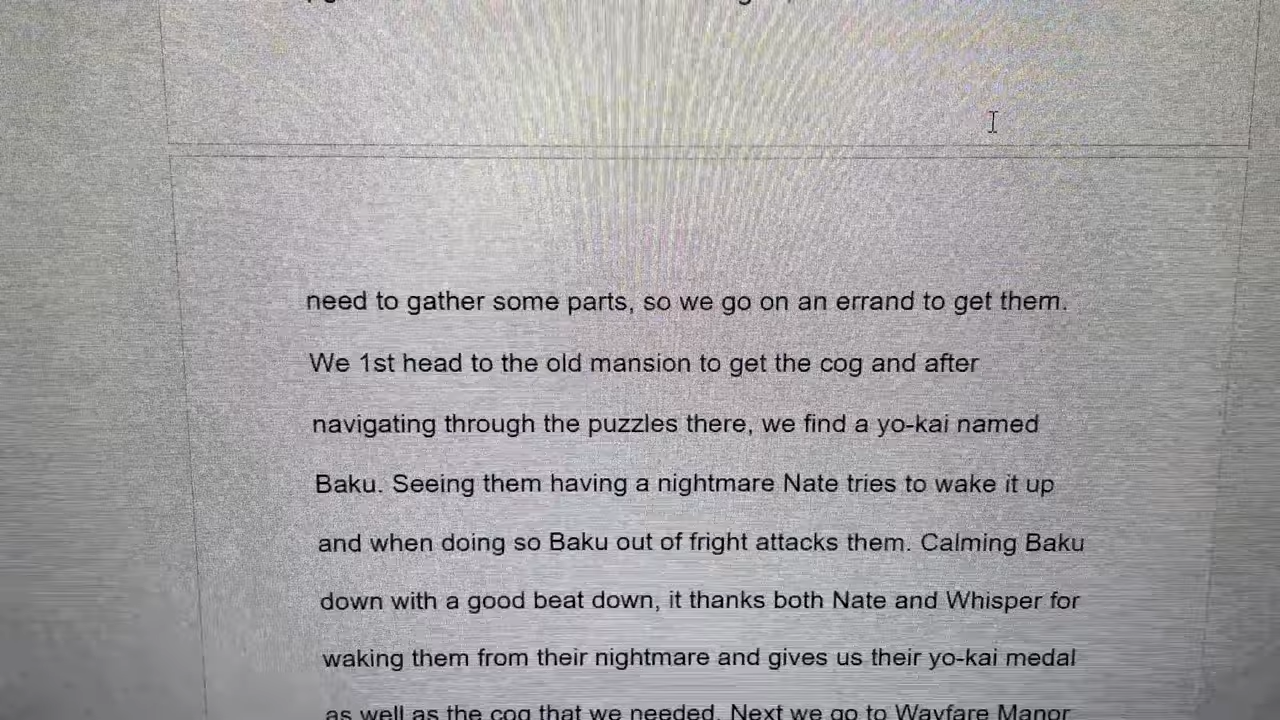 need to gather some parts, so we go on an errand to get them.
We 1st head to the old mansion to get the cog and after
navigating through the puzzles there, we find a yo-kai named
Baku. Seeing them having a nightmare Nate tries to wake it up
and when doing so Baku out of fright attacks them. Calming Baku
down with a good beat down, it thanks both Nate and Whisper for
waking them from their nightmare and gives us their yo-kai medal
as well as the cog that we needed. Next we go to Wayfare Manor